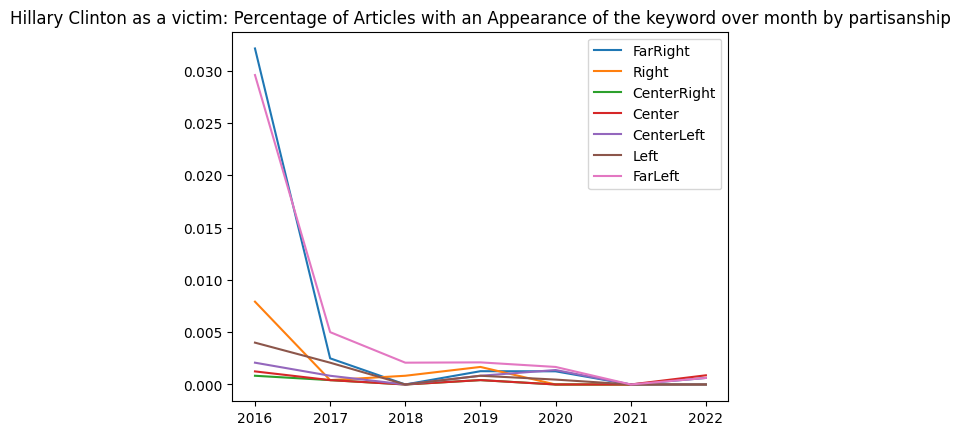 Hillary Clinton as a victim: Percentage of Articles with an Appearance of the keyword over month by partisanship
FarRight
Right
CenterRight
Center
CenterLeft
Left
FarLeft
0.030
0.025
0.020
0.015
0.010
0.005
0.000
2016 2017 2018 2019 2020 2021 2022